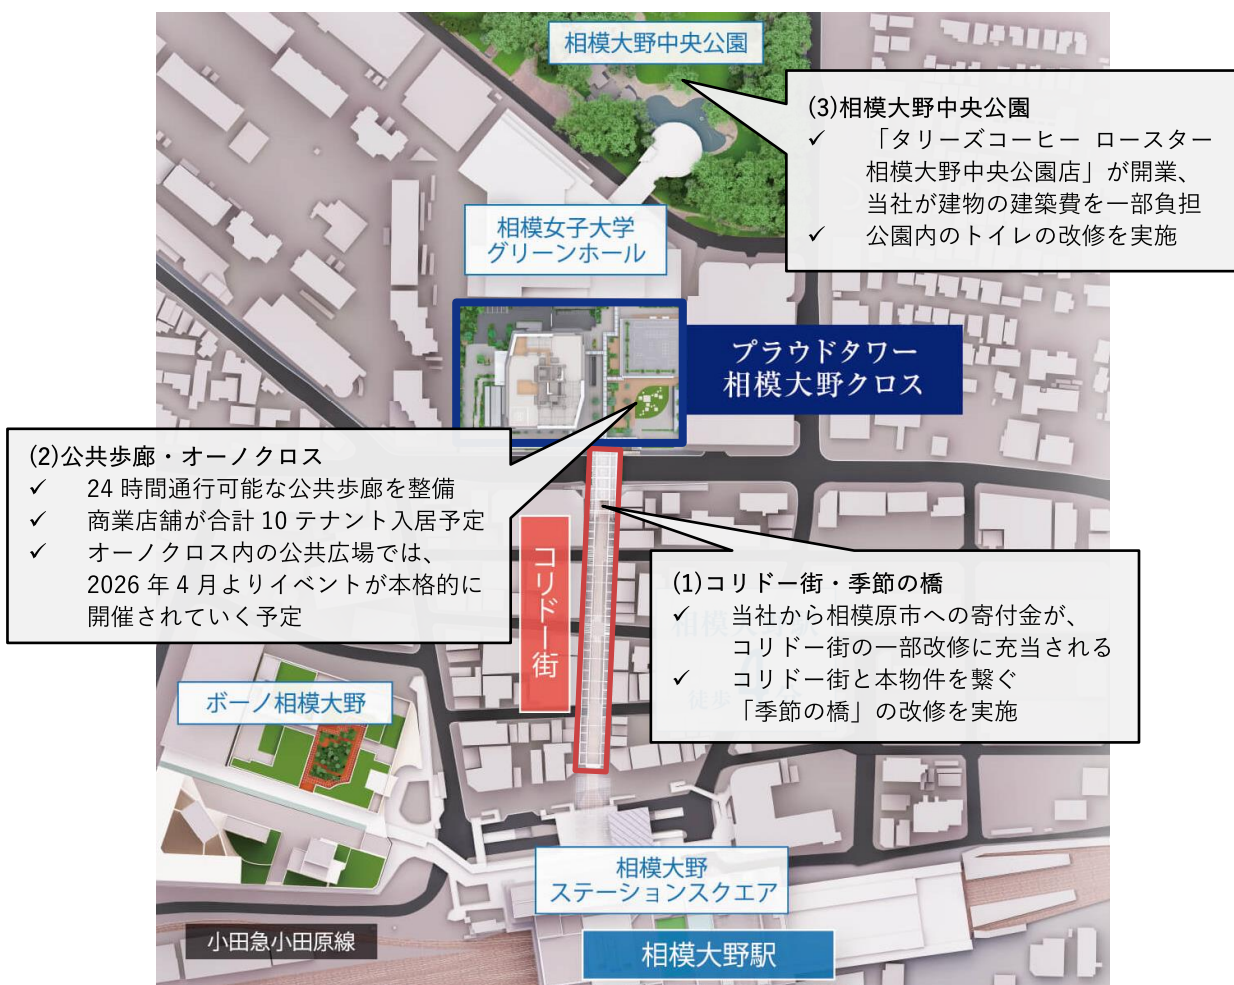 相模大野中央公園
(3)相模大野中央公園
✓ 「タリーズコーヒー ロースター
相模大野中央公園店」が開業、
当社が建物の建築費を一部負担
✓ 公園内のトイレの改修を実施
相模女子大学
グリーンホール
プラウドタワー
相模大野クロス
(2)公共歩廊・オーノクロス
✓ 24 時間通行可能な公共歩廊を整備
✓ 商業店舗が合計 10 テナント入居予定
✓ オーノクロス内の公共広場では、
2026 年 4 月よりイベントが本格的に
開催されていく予定
コリドー街
(1)コリドー街・季節の橋
✓ 当社から相模原市への寄付金が、
コリドー街の一部改修に充当される
✓ コリドー街と本物件を繋ぐ
「季節の橋」の改修を実施
ボーノ相模大野
相模大野
ステーションスクエア
小田急小田原線
相模大野駅